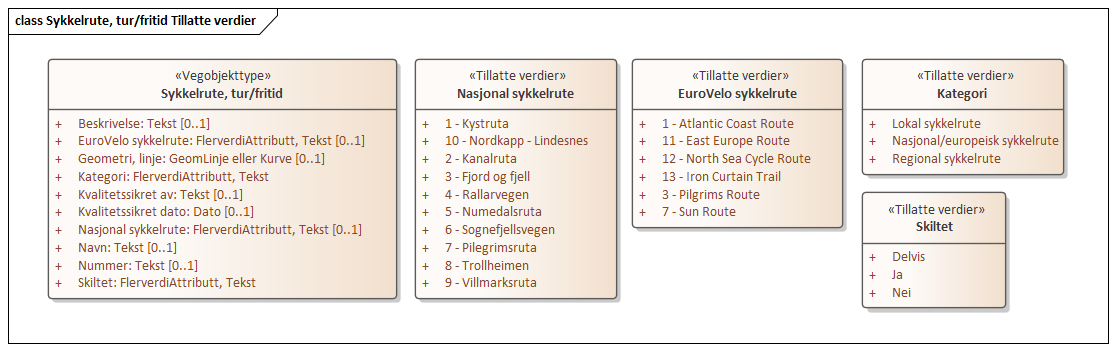 class Sykkelrute, tur/fritid Tillatte verdier
«Vegobjekttype»
Sykkelrute, tur/fritid
+ Beskrivelse: Tekst [0..1]
+ EuroVelo sykkelrute: FlerverdiAttributt, Tekst [0..1]
+ Geometri, linje: GeomLinje eller Kurve [0..1]
+ Kategori: FlerverdiAttributt, Tekst
+ Kvalitetssikret av: Tekst [0..1]
+ Kvalitetssikret dato: Dato [0..1]
+ Nasjonal sykkelrute: FlerverdiAttributt, Tekst [0..1]
+ Navn: Tekst [0..1]
+ Nummer: Tekst [0..1]
+ Skiltet: FlerverdiAttributt, Tekst
«Tillatte verdier»
Nasjonal sykkelrute
+ 1 - Kystruta
+ 10 - Nordkapp - Lindesnes
+ 2 - Kanalruta
+ 3 - Fjord og fjell
+ 4 - Rallarvegen
+ 5 - Numedalsruta
+ 6 - Sognefjellsvegen
+ 7 - Pilegrimsruta
+ 8 - Trollheimen
+ 9 - Villmarksruta
«Tillatte verdier»
EuroVelo sykkelrute
+ 1 - Atlantic Coast Route
+ 11 - East Europe Route
+ 12 - North Sea Cycle Route
+ 13 - Iron Curtain Trail
+ 3 - Pilgrims Route
+ 7 - Sun Route
«Tillatte verdier»
Kategori
+ Lokal sykkelrute
+ Nasjonal/europeisk sykkelrute
+ Regional sykkelrute
«Tillatte verdier»
Skiltet
+ Delvis
+ Ja
+ Nei